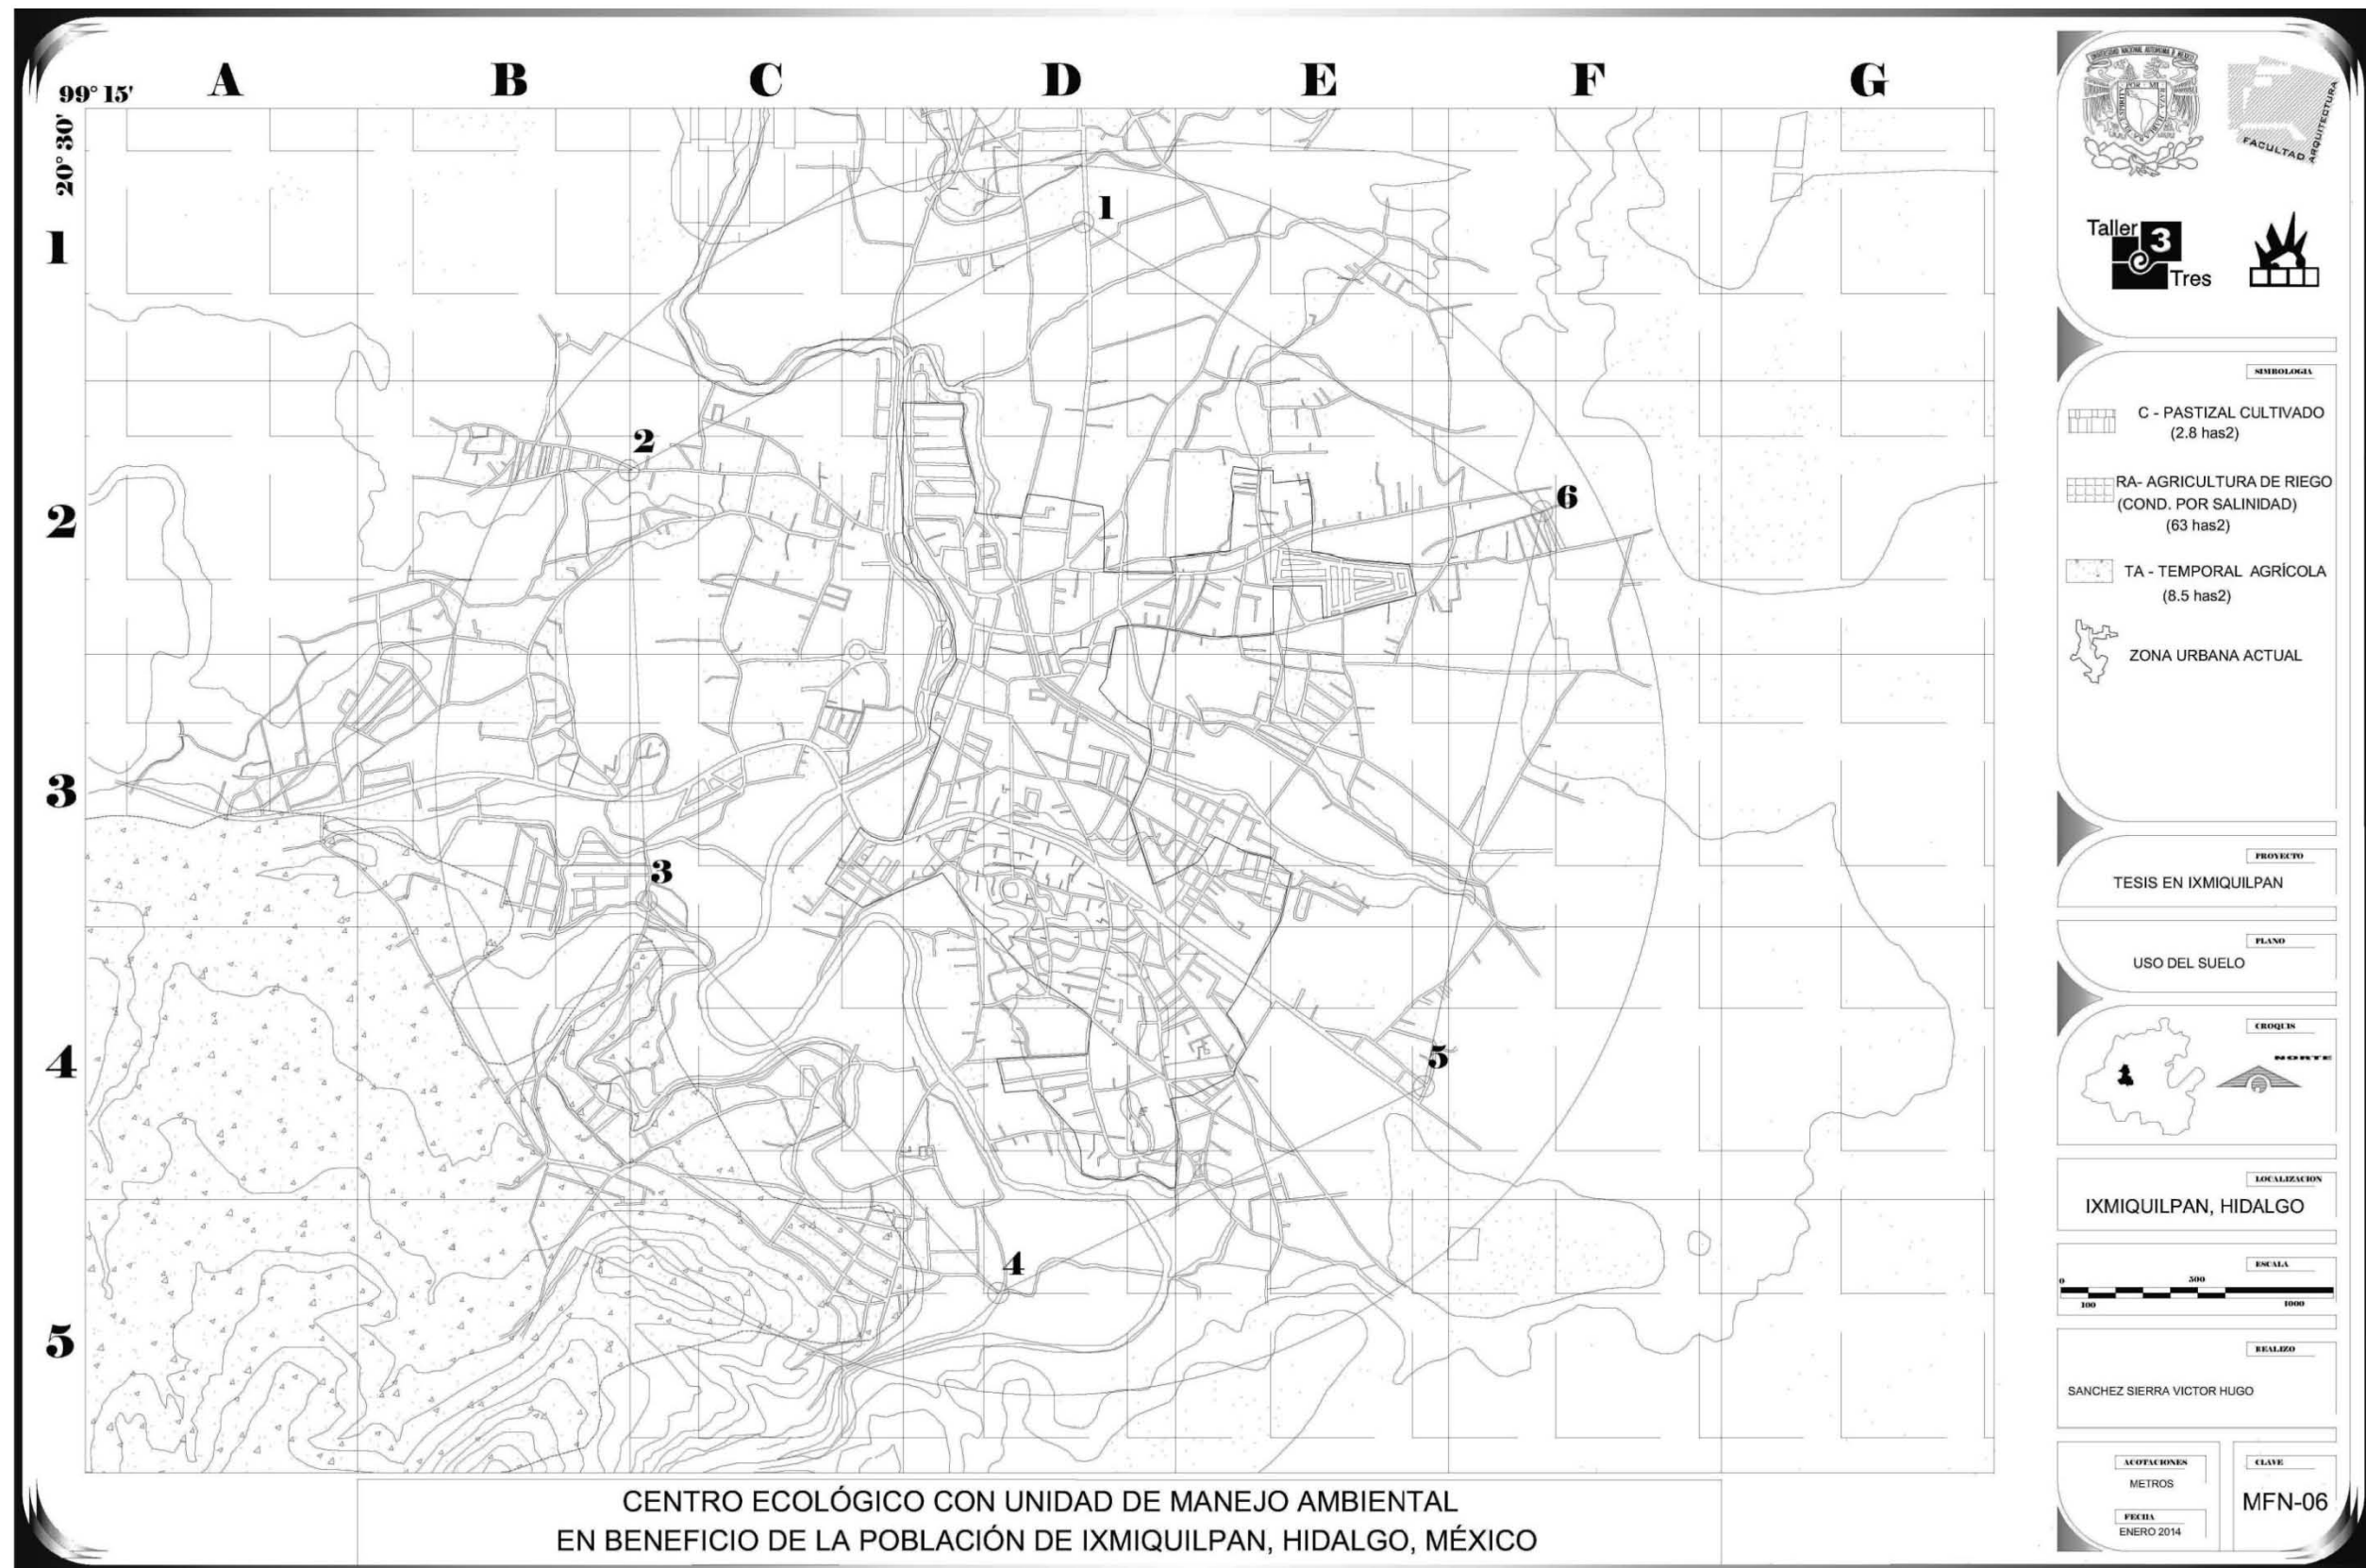 A B C D E F G
99° 15'
20° 30'
1
2
3
4
5
1
2
3
4
5
6
UNIVERSIDAD NACIONAL AUTONOMA D MEXICO
FACULTAD ARQUITECTURA
Taller 3
Tres
SIMBOLOGIA
C - PASTIZAL CULTIVADO
(2.8 has2)
RA- AGRICULTURA DE RIEGO
(COND. POR SALINIDAD)
(63 has2)
TA - TEMPORAL AGRÍCOLA
(8.5 has2)
ZONA URBANA ACTUAL
PROYECTO
TESIS EN IXMIQUILPAN
PLANO
USO DEL SUELO
CROQUIS
NORTE
LOCALIZACION
IXMIQUILPAN, HIDALGO
ESCALA
0 500
100 1000
REALIZO
SANCHEZ SIERRA VICTOR HUGO
ACOTACIONES
METROS
FECHA
ENERO 2014
CLAVE
MFN-06
CENTRO ECOLÓGICO CON UNIDAD DE MANEJO AMBIENTAL
EN BENEFICIO DE LA POBLACIÓN DE IXMIQUILPAN, HIDALGO, MÉXICO